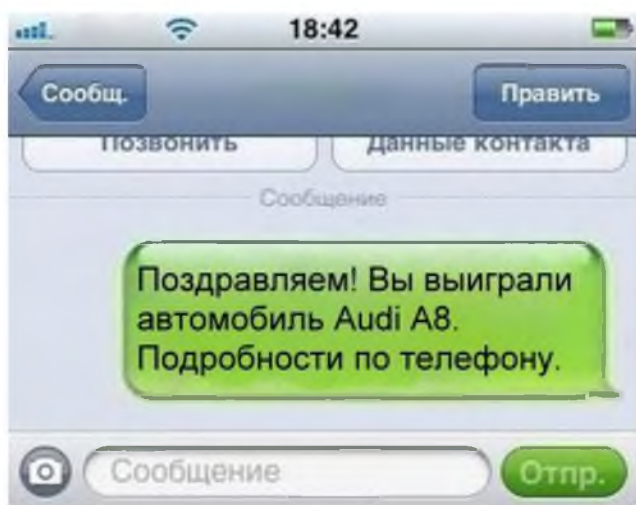 18:42
Сообщ.
Править
Позвонить
Данные контакта
Сообщение
Поздравляем! Вы выиграли
автомобиль Audi A8.
Подробности по телефону.
Сообщение
Отпр.